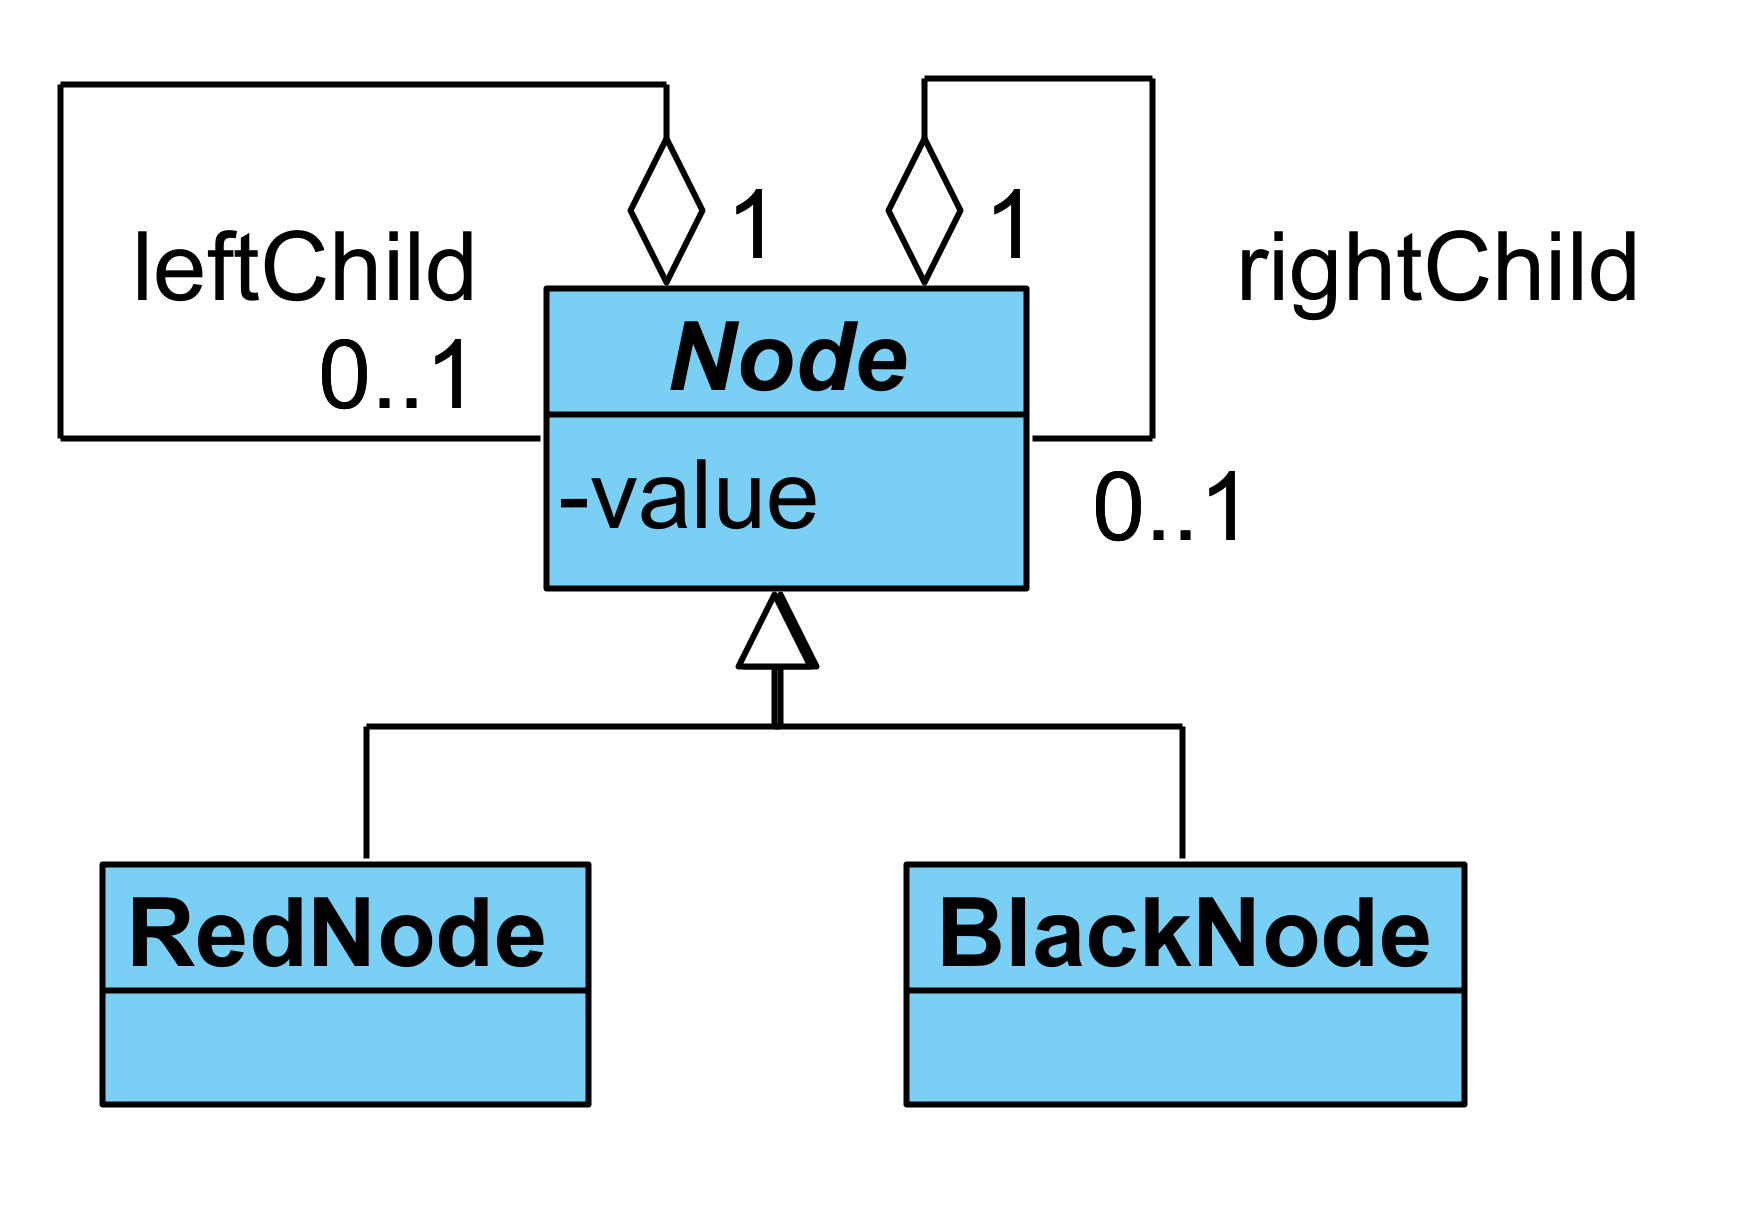 1
1
leftChild
rightChild
0..1
Node
-value
0..1
RedNode
BlackNode